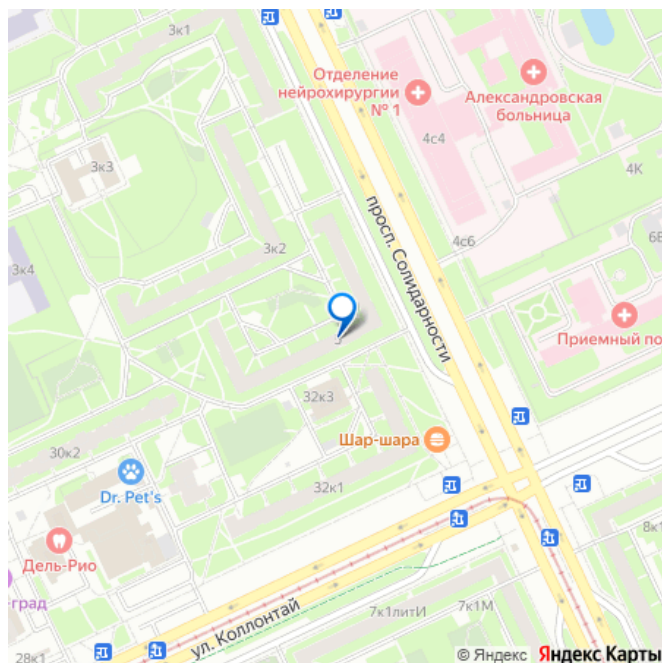 3к1
Отделение
нейрохирургии
№ 1
Александровская
больница
4с4
3к3
4К
просп. Солидарности
3к2
4с6
3к4
3
Приемный по
32к3
Шар-шара
30к2
Dr. Pet's
32к1
Дель-Рио
8к1
-град
ул. Коллонтай
7к1литИ
7к1М
28к1
© Яндекс
Яндекс Карты